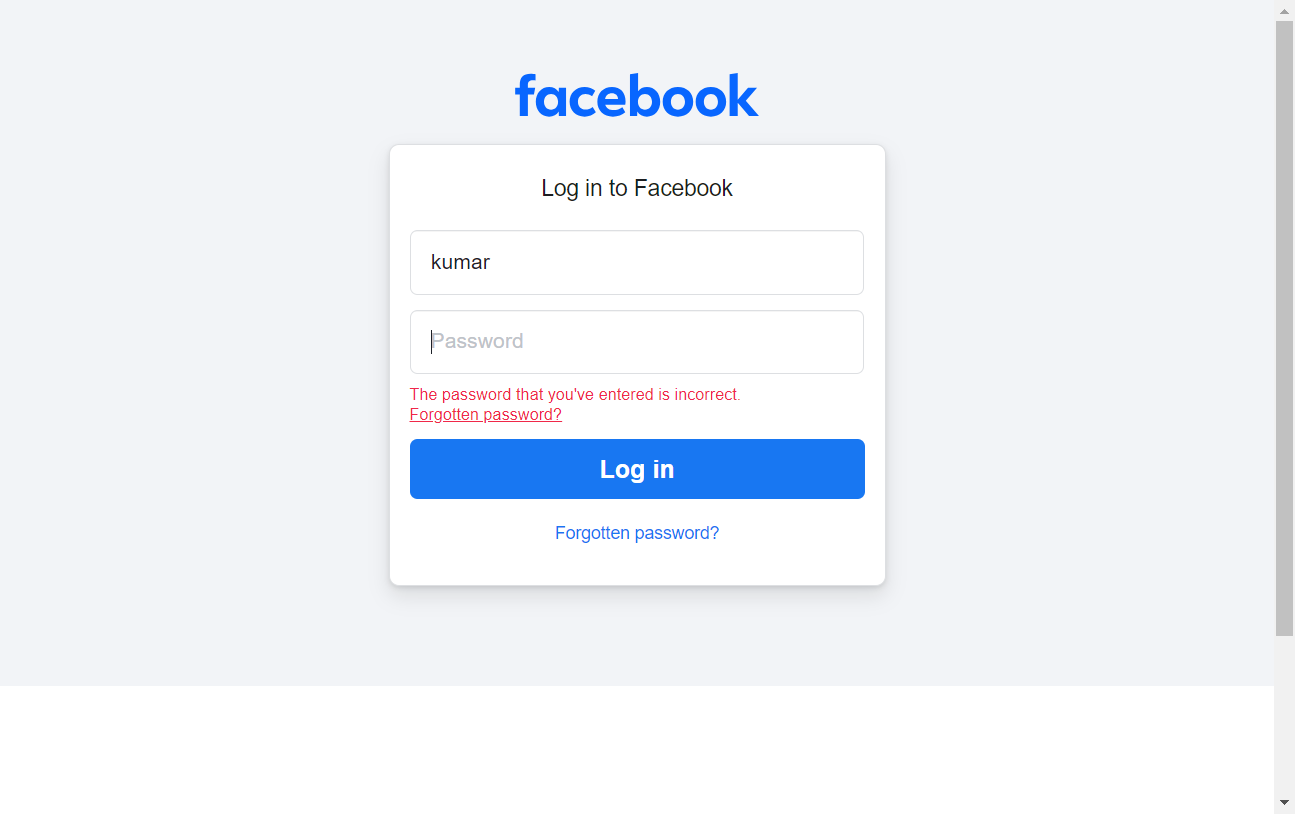 facebook
Log in to Facebook
kumar
Password
The password that you've entered is incorrect.
Forgotten password?
Log in
Forgotten password?